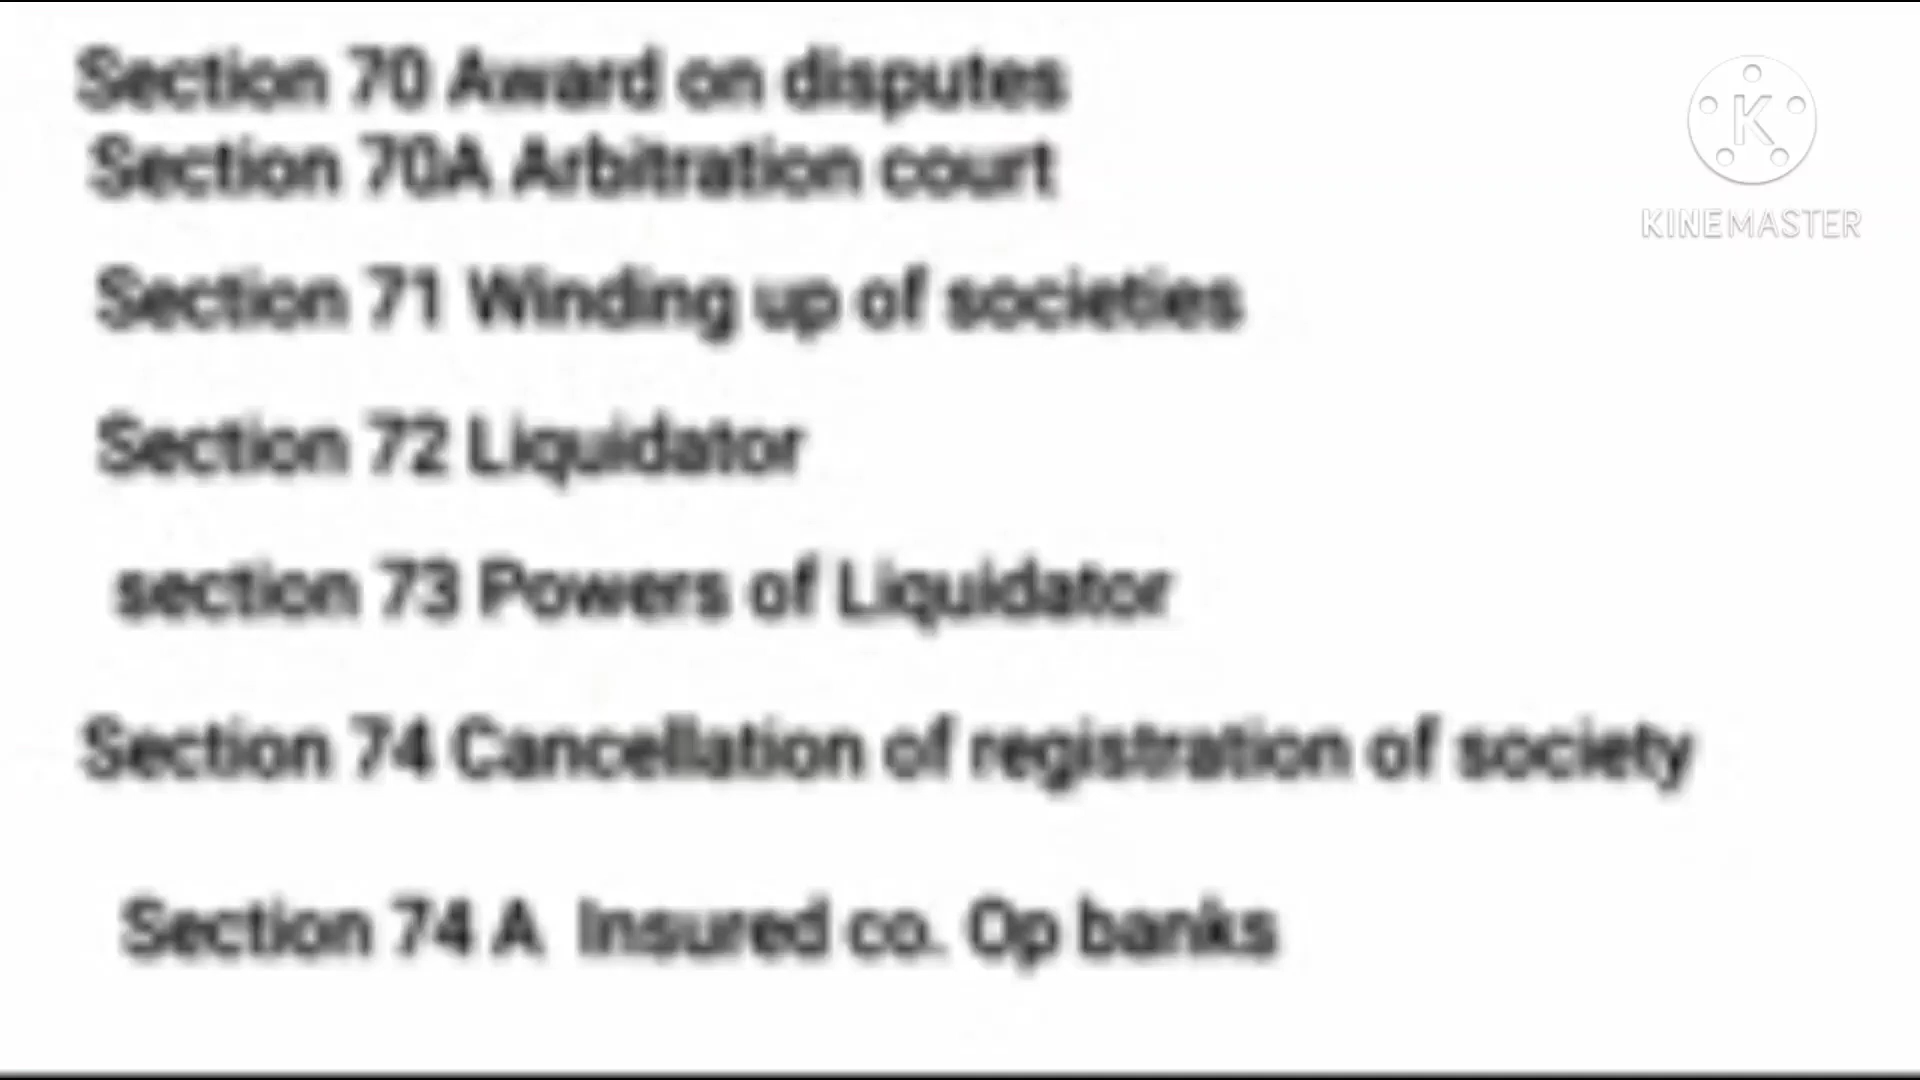 Section 70 Award on disputes
Section 70A Arbitration court
Section 71 Winding up of societies
Section 72 Liquidator
section 73 Powers of Liquidator
Section 74 Cancellation of registration of society
Section 74 A Insured co. Op banks
K
KINEMASTER